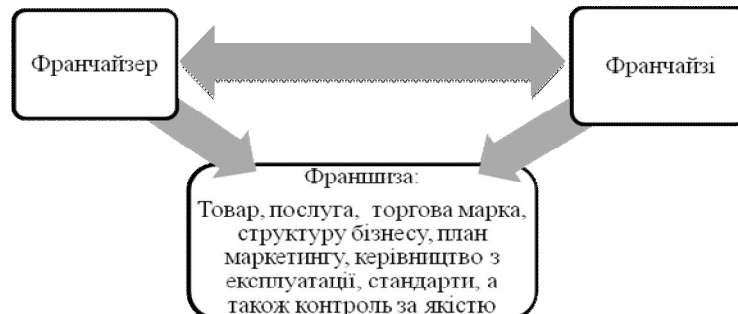 Франчайзер
Франчайзі
Франшиза:
Товар, послуга, торгова марка,
структуру бізнесу, план
маркетингу, керівництво з
експлуатації, стандарти, а
також контроль за якістю